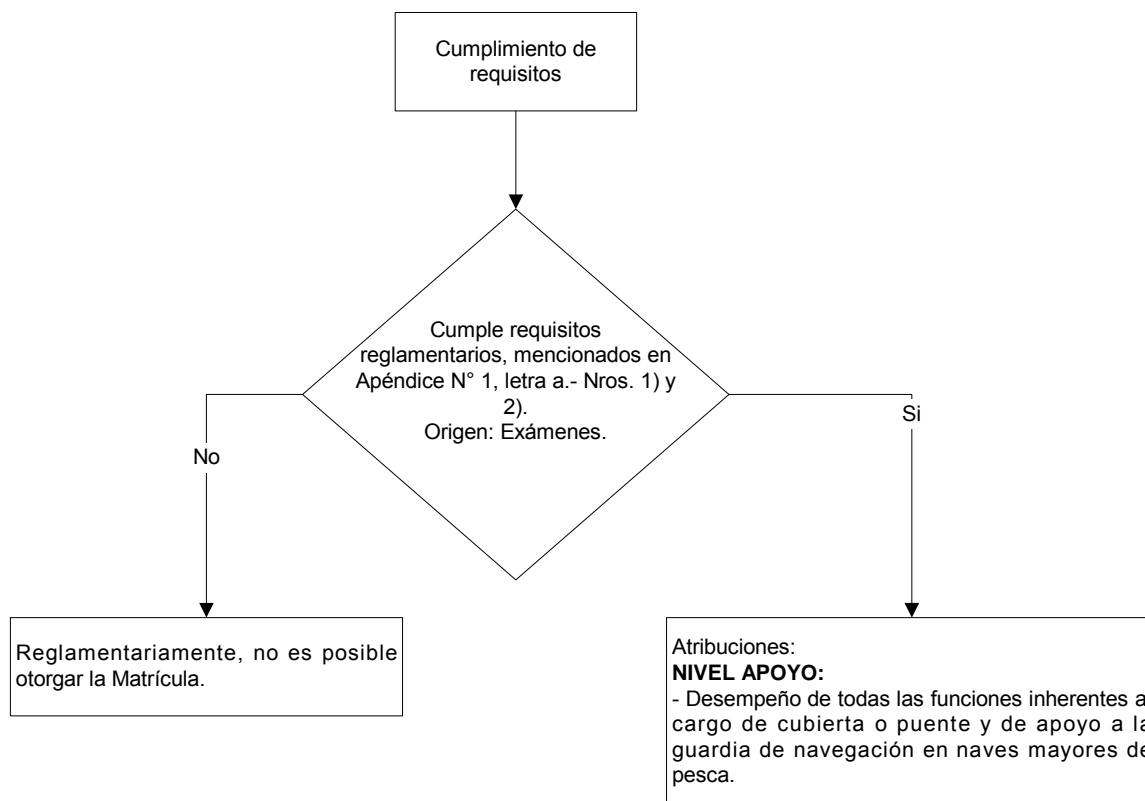 Cumplimiento de
requisitos
Cumple requisitos
reglamentarios, mencionados en
Apéndice N° 1, letra a.- Nros. 1) y
2).
Origen: Exámenes.
No
Si
Reglamentariamente, no es posible
otorgar la Matrícula.
Atribuciones:
NIVEL APOYO:
- Desempeño de todas las funciones inherentes a
cargo de cubierta o puente y de apoyo a la
guardia de navegación en naves mayores de
pesca.